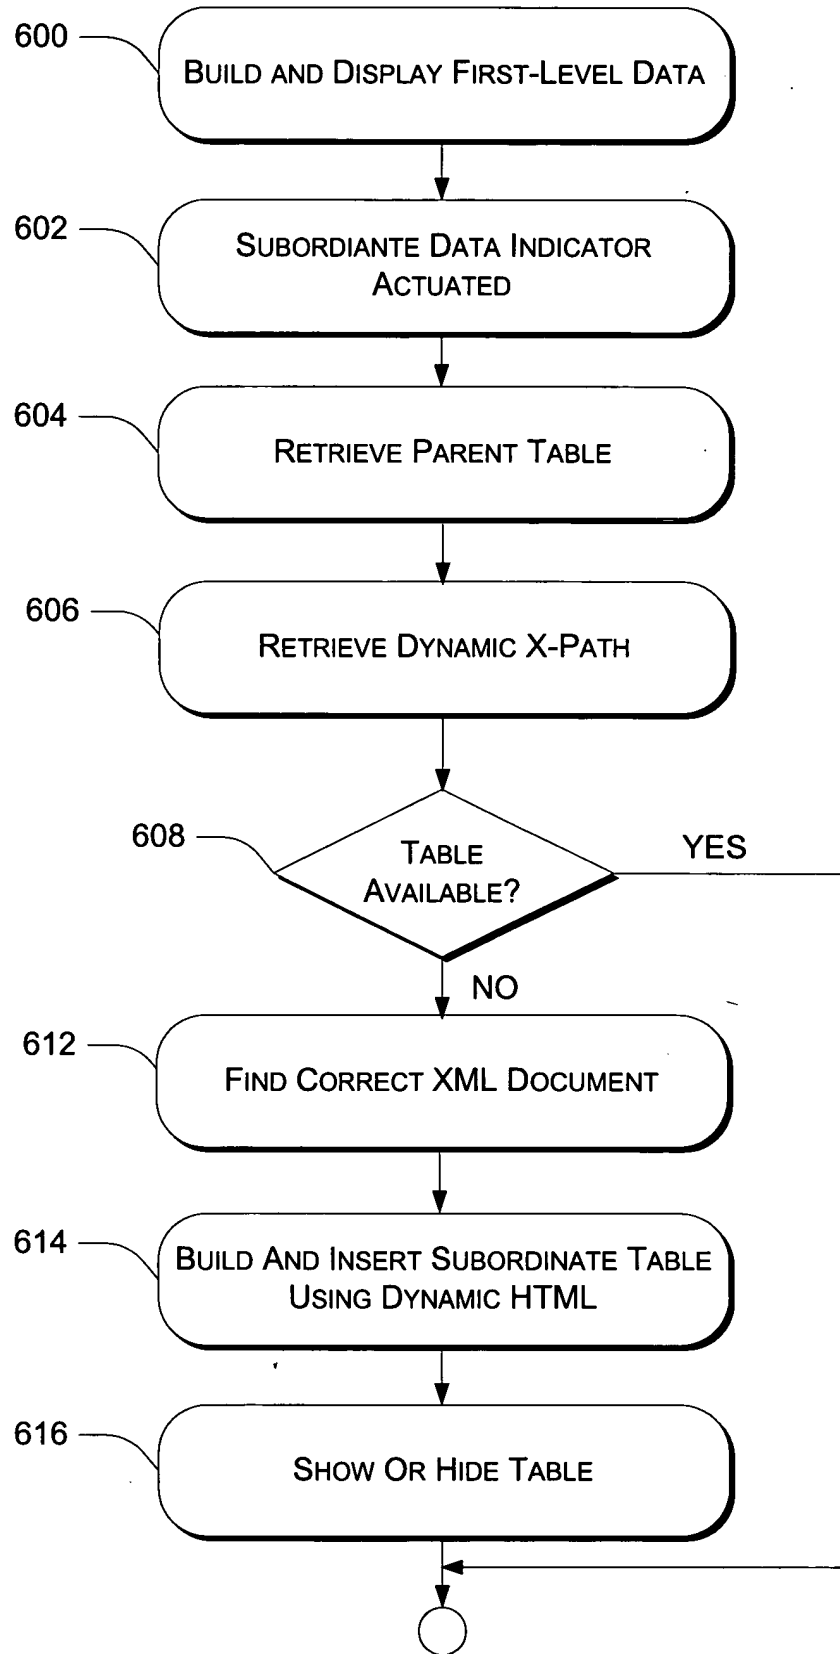 600
BUILD AND DISPLAY FIRST-LEVEL DATA
602
SUBORDIANTE DATA INDICATOR
ACTUATED
604
RETRIEVE PARENT TABLE
606
RETRIEVE DYNAMIC X-PATH
608
TABLE
AVAILABLE?
YES
NO
612
FIND CORRECT XML DOCUMENT
614
BUILD AND INSERT SUBORDINATE TABLE
USING DYNAMIC HTML
616
SHOW OR HIDE TABLE